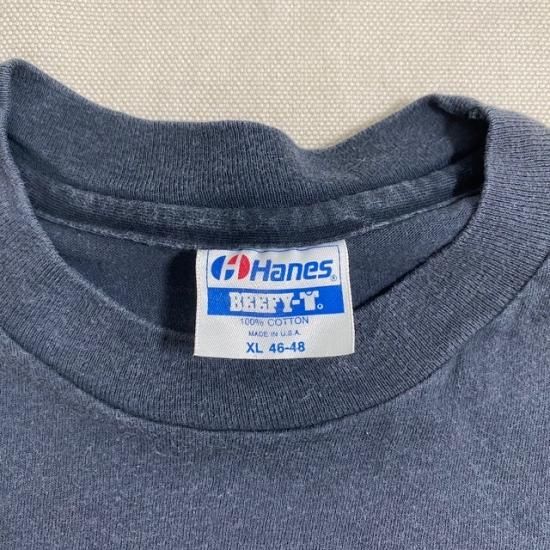 Hanes®
BEEFY-T®
100% COTTON
MADE IN U.S.A.
XL 46-48